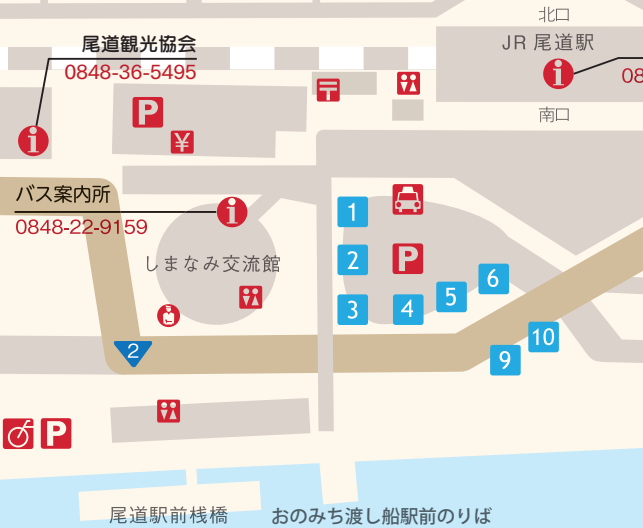 北口
尾道観光協会
JR 尾道駅
0848-36-5495
08
i
P
〒
南口
i
¥
バス案内所
1
i
0848-22-9159
しまなみ交流館
2
P
6
5
3
4
2
10
9
P
尾道駅前桟橋
おのみち渡し船駅前のりば